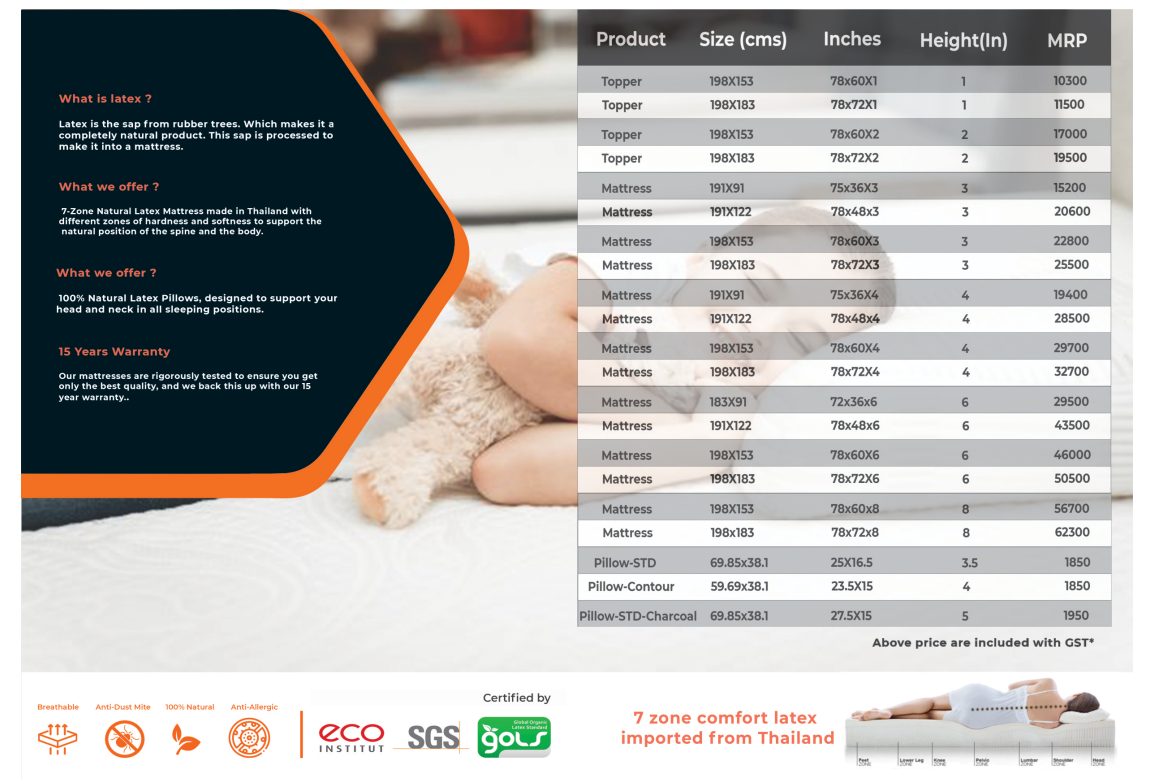 What is latex ?
Latex is the sap from rubber trees. Which makes it a
completely natural product. This sap is processed to
make it into a mattress.
What we offer ?
7-Zone Natural Latex Mattress made in Thailand with
different zones of hardness and softness to support the
natural position of the spine and the body.
What we offer ?
100% Natural Latex Pillows, designed to support your
head and neck in all sleeping positions.
15 Years Warranty
Our mattresses are rigorously tested to ensure you get
only the best quality, and we back this up with our 15
year warranty..
Product Size (cms) Inches Height(In) MRP
Topper 198X153 78x60X1 1 10300
Topper 198X183 78x72X1 1 11500
Topper 198X153 78x60X2 2 17000
Topper 198X183 78x72X2 2 19500
Mattress 191X91 75x36X3 3 15200
Mattress 191X122 78x48x3 3 20600
Mattress 198X153 78x60X3 3 22800
Mattress 198X183 78x72X3 3 25500
Mattress 191X91 75x36X4 4 19400
Mattress 191X122 78x48x4 4 28500
Mattress 198X153 78x60X4 4 29700
Mattress 198X183 78x72X4 4 32700
Mattress 183X91 72x36x6 6 29500
Mattress 191X122 78x48x6 6 43500
Mattress 198X153 78x60X6 6 46000
Mattress 198X183 78x72X6 6 50500
Mattress 198X153 78x60x8 8 56700
Mattress 198x183 78x72x8 8 62300
Pillow-STD 69.85x38.1 25X16.5 3.5 1850
Pillow-Contour 59.69x38.1 23.5X15 4 1850
Pillow-STD-Charcoal 69.85x38.1 27.5X15 5 1950
Above price are included with GST*
Breathable Anti-Dust Mite 100% Natural Anti-Allergic
Certified by
eco
INSTITUT
SGS
Global Organic
Latex Standard
gols
7 zone comfort latex
imported from Thailand
Feet ZONE
Lower Leg ZONE
Knee ZONE
Pelvic ZONE
Lumbar ZONE
Shoulder ZONE
Head ZONE